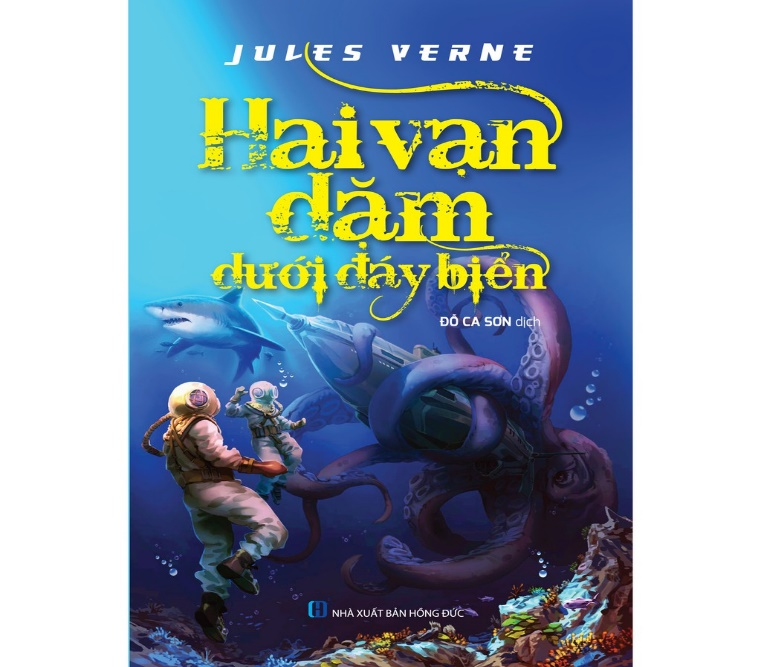 JULES VERNE
Hai vạn
dặm
dưới đáy biển
ĐỖ CA SƠN dịch
NHÀ XUẤT BẢN HỒNG ĐỨC